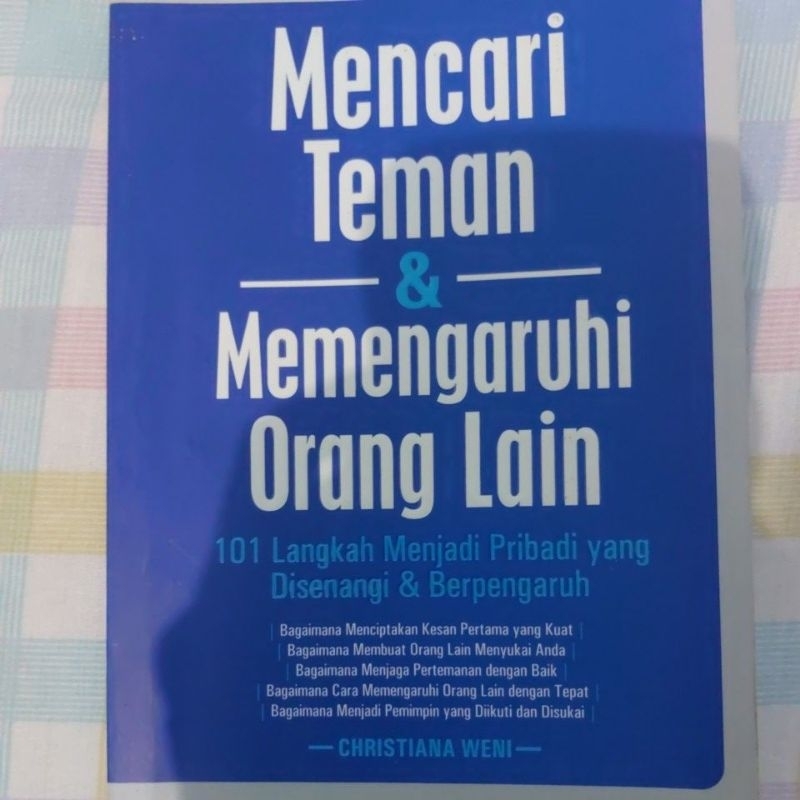 Mencari
Teman
&
Memengaruhi
Orang Lain
101 Langkah Menjadi Pribadi yang
Disenangi & Berpengaruh
| Bagaimana Menciptakan Kesan Pertama yang Kuat |
| Bagaimana Membuat Orang Lain Menyukai Anda |
| Bagaimana Menjaga Pertemanan dengan Baik |
| Bagaimana Cara Memengaruhi Orang Lain dengan Tepat |
| Bagaimana Menjadi Pemimpin yang Diikuti dan Disukai |
— CHRISTIANA WENI —